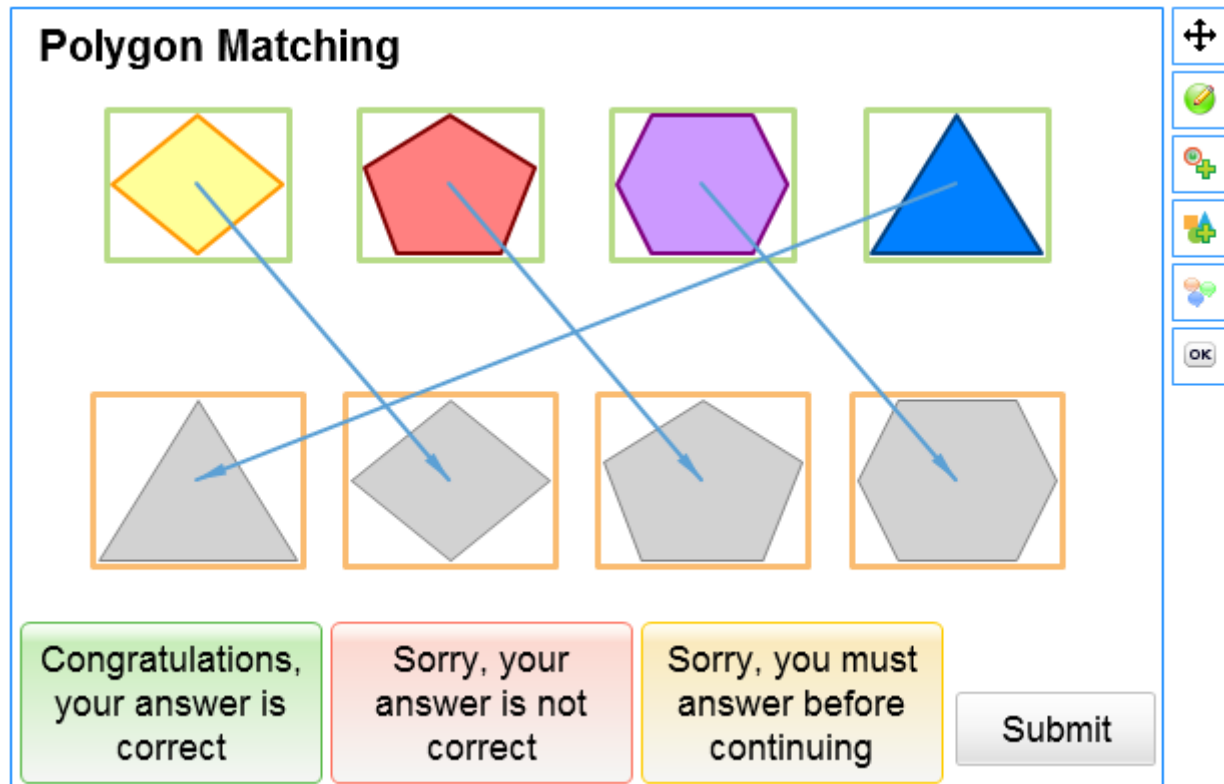 Polygon Matching
OK
Congratulations,
your answer is
correct
Sorry, your
answer is not
correct
Sorry, you must
answer before
continuing
Submit